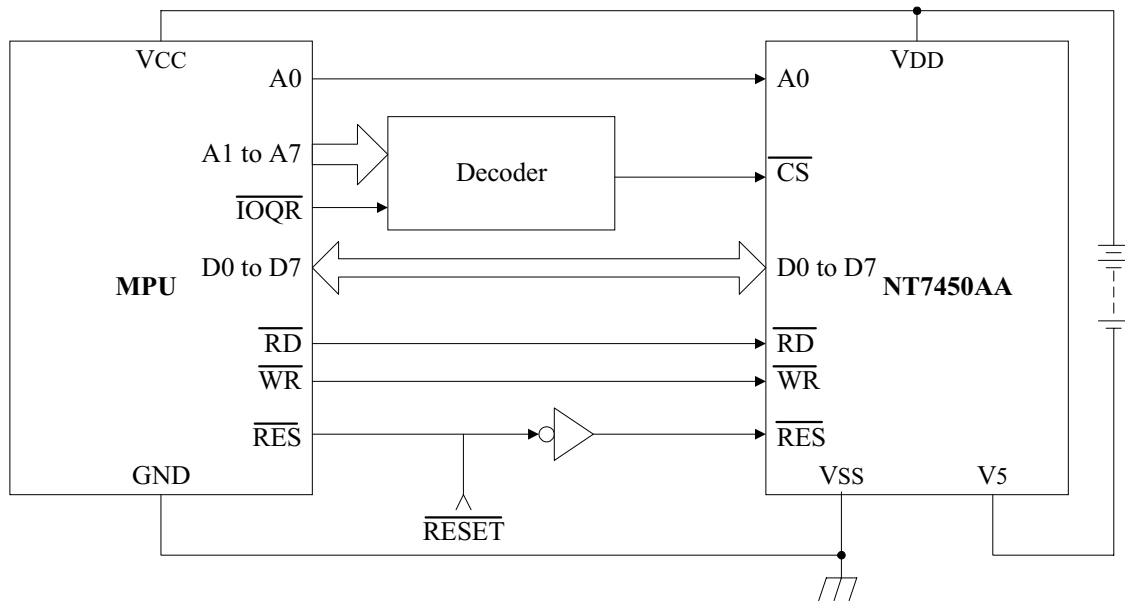 VCC
A0
A1 to A7
IOQR
D0 to D7
MPU
RD
WR
RES
GND
Decoder
RESET
VDD
A0
CS
D0 to D7
NT7450AA
RD
WR
RES
VSS
V5